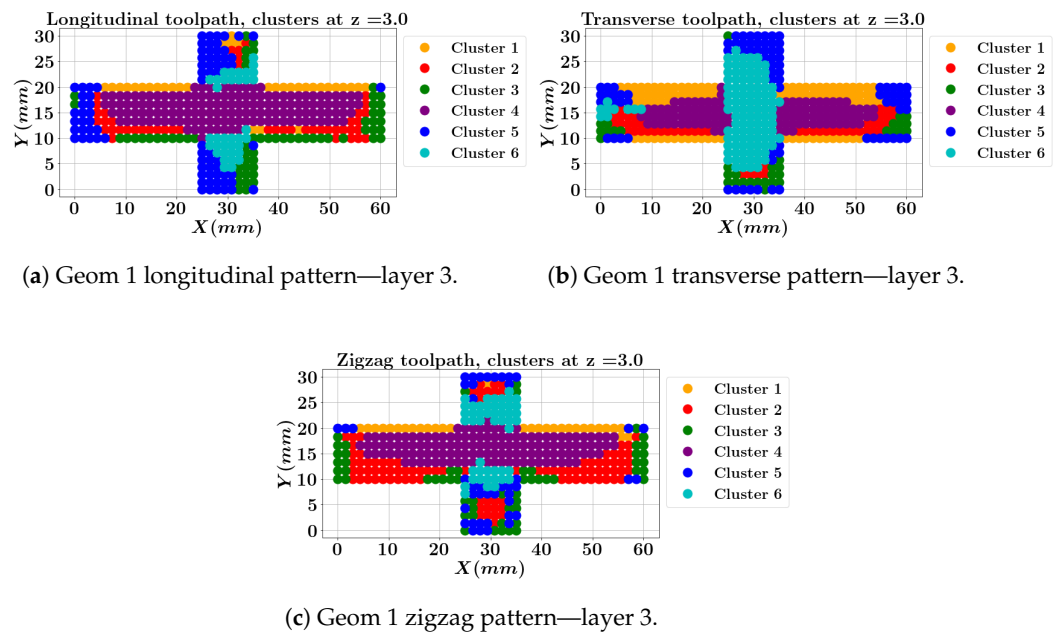 Longitudinal toolpath, clusters at z =3.0
30
25
20
15
10
5
0
Y(mm)
0 10 20 30 40 50 60
X(mm)
Cluster 1
Cluster 2
Cluster 3
Cluster 4
Cluster 5
Cluster 6
(a) Geom 1 longitudinal pattern—layer 3.
Transverse toolpath, clusters at z =3.0
30
25
20
15
10
5
0
Y(mm)
0 10 20 30 40 50 60
X(mm)
Cluster 1
Cluster 2
Cluster 3
Cluster 4
Cluster 5
Cluster 6
(b) Geom 1 transverse pattern—layer 3.
Zigzag toolpath, clusters at z =3.0
30
25
20
15
10
5
0
Y(mm)
0 10 20 30 40 50 60
X(mm)
Cluster 1
Cluster 2
Cluster 3
Cluster 4
Cluster 5
Cluster 6
(c) Geom 1 zigzag pattern—layer 3.